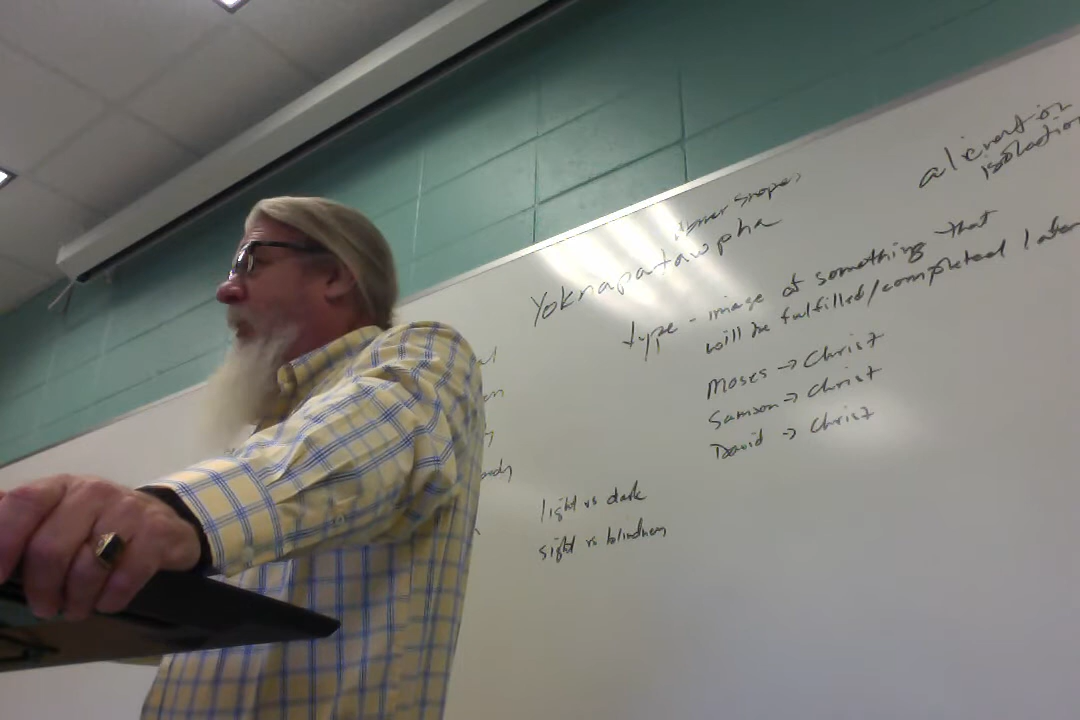 alienation
isolation
Yoknapatawpha
type - image of something that
will be fulfilled/completed later
Moses → Christ
Samson → Christ
David → Christ
light vs dark
sight vs blindness